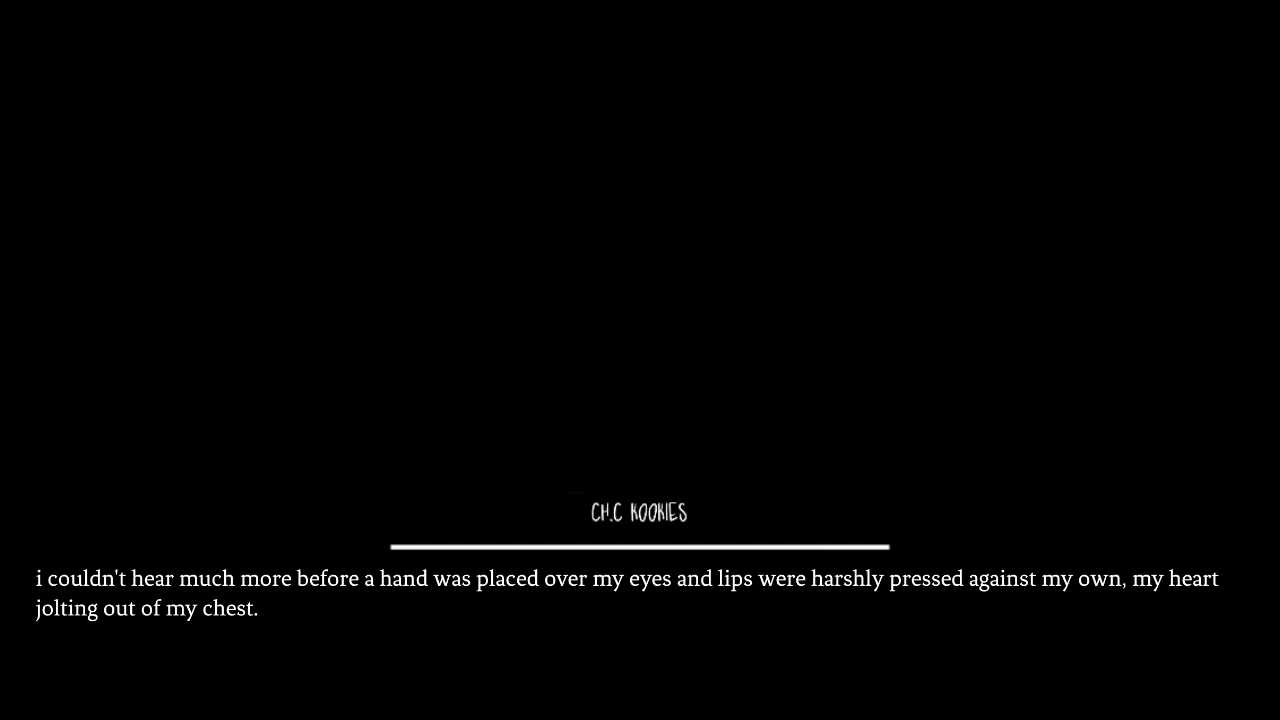 CH.C KOOKIES
i couldn't hear much more before a hand was placed over my eyes and lips were harshly pressed against my own, my heart
jolting out of my chest.